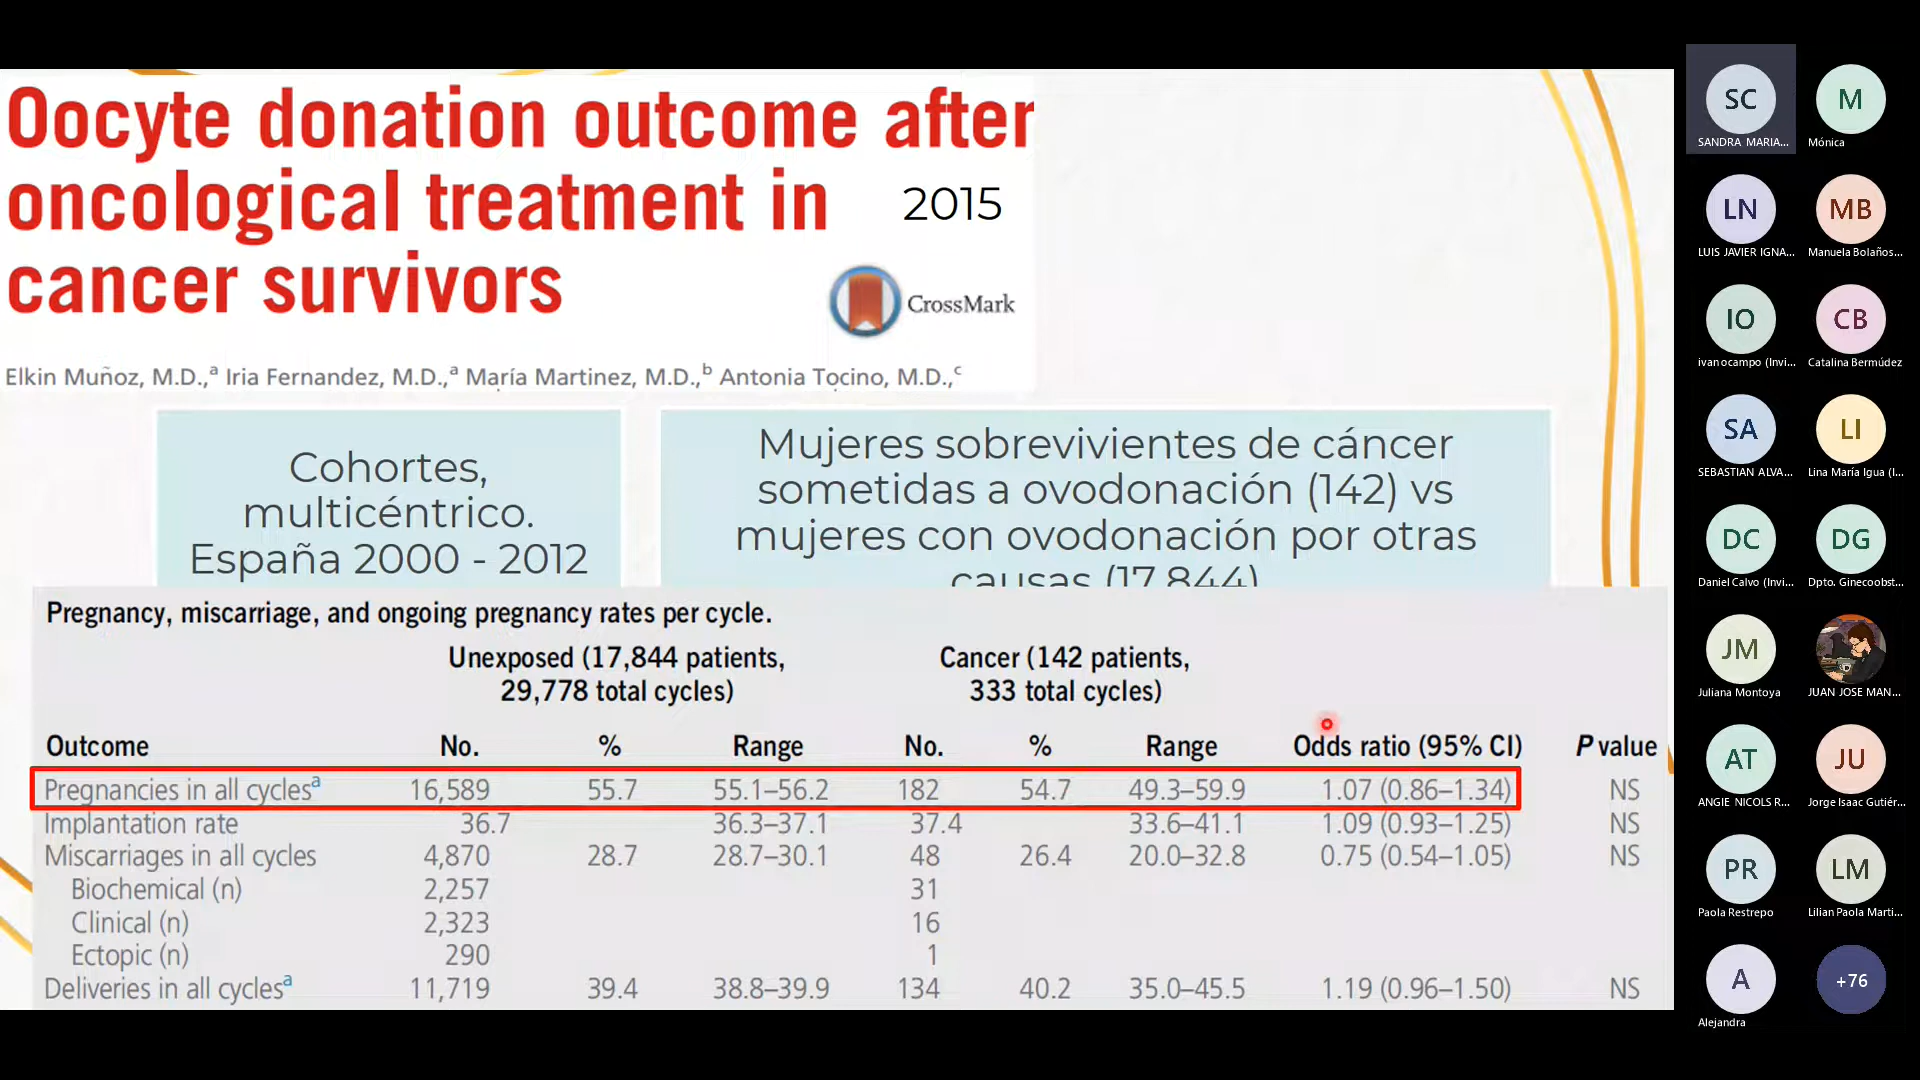 Oocyte donation outcome after
oncological treatment in
cancer survivors
2015
CrossMark
Elkin Muñoz, M.D.,a Iria Fernandez, M.D.,a María Martinez, M.D.,b Antonia Tocino, M.D.,c
Cohortes,
multicéntrico.
España 2000 - 2012
Mujeres sobrevivientes de cáncer
sometidas a ovodonación (142) vs
mujeres con ovodonación por otras
causas (17.844)
Pregnancy, miscarriage, and ongoing pregnancy rates per cycle.
Unexposed (17,844 patients, Cancer (142 patients,
29,778 total cycles) 333 total cycles)
Outcome No. % Range No. % Range Odds ratio (95% CI) P value
Pregnancies in all cyclesa 16,589 55.7 55.1–56.2 182 54.7 49.3–59.9 1.07 (0.86–1.34) NS
Implantation rate 36.7 36.3–37.1 37.4 33.6–41.1 1.09 (0.93–1.25) NS
Miscarriages in all cycles 4,870 28.7 28.7–30.1 48 26.4 20.0–32.8 0.75 (0.54–1.05) NS
Biochemical (n) 2,257 31
Clinical (n) 2,323 16
Ectopic (n) 290 1
Deliveries in all cyclesa 11,719 39.4 38.8–39.9 134 40.2 35.0–45.5 1.19 (0.96–1.50) NS
SC M
SANDRA MARIA... Mónica
LN MB
LUIS JAVIER IGNA... Manuela Bolaños...
IO CB
ivan ocampo (Invi... Catalina Bermúdez
SA LI
SEBASTIAN ALVA... Lina María Igua (I...
DC DG
Daniel Calvo (Invi... Dpto. Ginecoobst...
JM
Juliana Montoya JUAN JOSE MAN...
AT JU
ANGIE NICOLS R... Jorge Isaac Gutiér...
PR LM
Paola Restrepo Lilian Paola Marti...
A +76
Alejandra